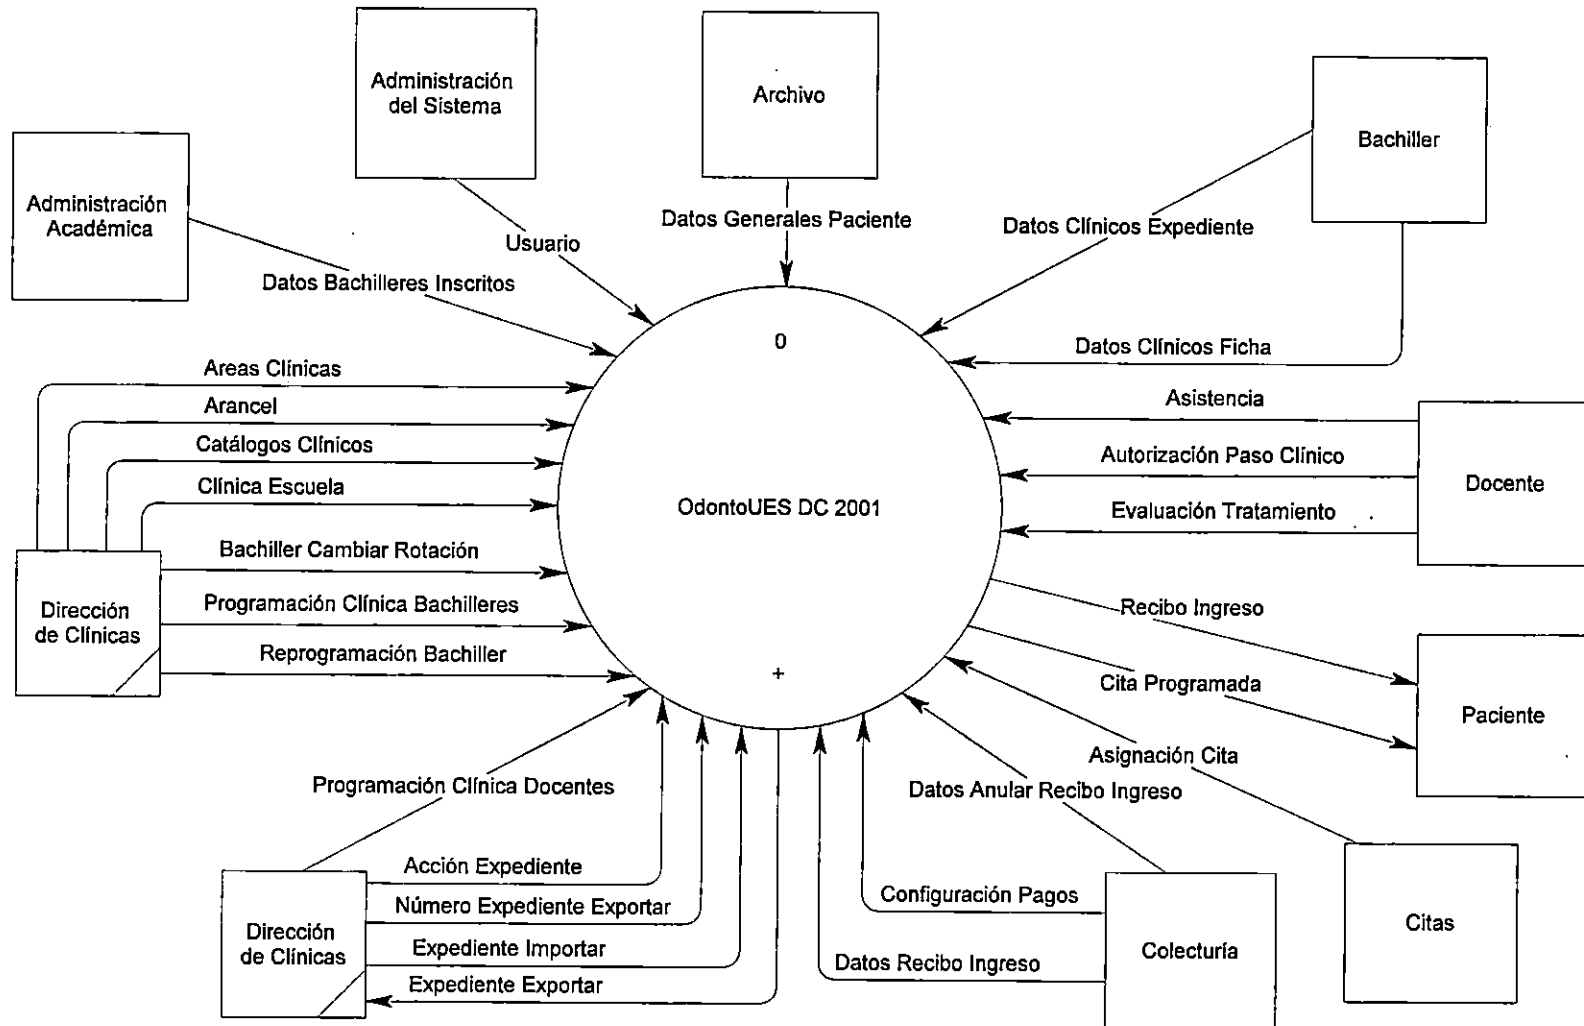 Administración
del Sistema
Archivo
Bachiller
Administración
Académica
Usuario
Datos Generales Paciente
Datos Clínicos Expediente
Datos Bachilleres Inscritos
0
Datos Clínicos Ficha
Areas Clínicas
Arancel
Catálogos Clínicos
Clínica Escuela
Asistencia
Autorización Paso Clínico
Evaluación Tratamiento
Docente
OdontoUES DC 2001
Bachiller Cambiar Rotación
Programación Clínica Bachilleres
Reprogramación Bachiller
Dirección
de Clínicas
+
Recibo Ingreso
Cita Programada
Paciente
Asignación Cita
Datos Anular Recibo Ingreso
Programación Clínica Docentes
Acción Expediente
Número Expediente Exportar
Expediente Importar
Expediente Exportar
Dirección
de Clínicas
Configuración Pagos
Datos Recibo Ingreso
Colecturía
Citas